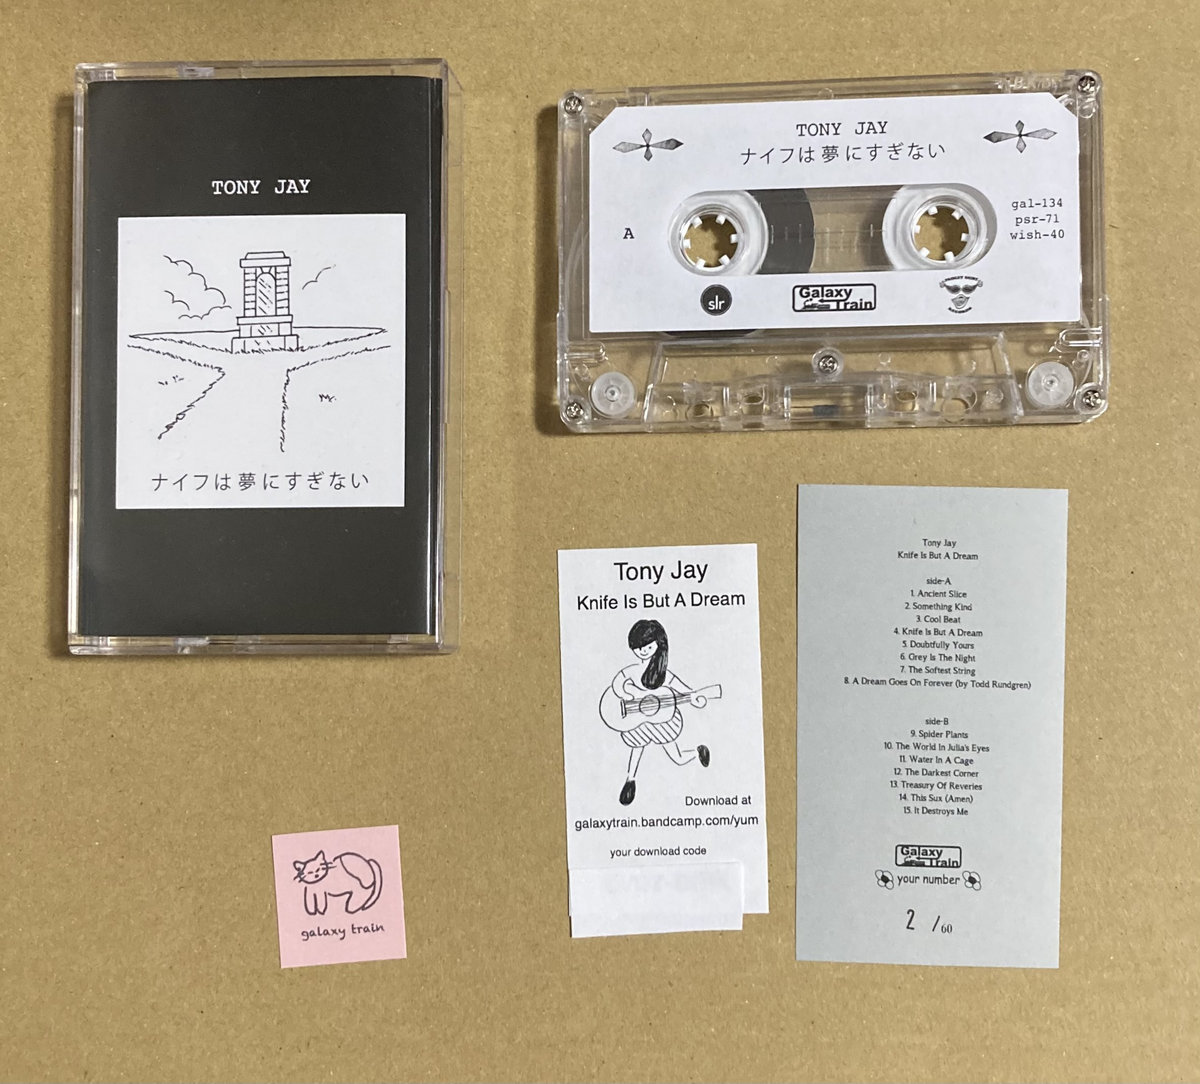 TONY JAY
ナイフは夢にすぎない
TONY JAY
ナイフは夢にすぎない
A
gal-134
psr-71
wish-40
slr
Galaxy
Train
Tony Jay
Knife Is But A Dream
Download at
galaxytrain.bandcamp.com/yum
your download code
Tony Jay
Knife Is But A Dream
side-A
1. Ancient Slice
2. Something Kind
3. Cool Beat
4. Knife Is But A Dream
5. Doubtfully Yours
6. Grey Is The Night
7. The Softest String
8. A Dream Goes On Forever (by Todd Rundgren)
side-B
9. Spider Plants
10. The World In Julia's Eyes
11. Water In A Cage
12. The Darkest Corner
13. Treasury Of Reveries
14. This Sux (Amen)
15. It Destroys Me
Galaxy
Train
your number
2 /60
galaxy train